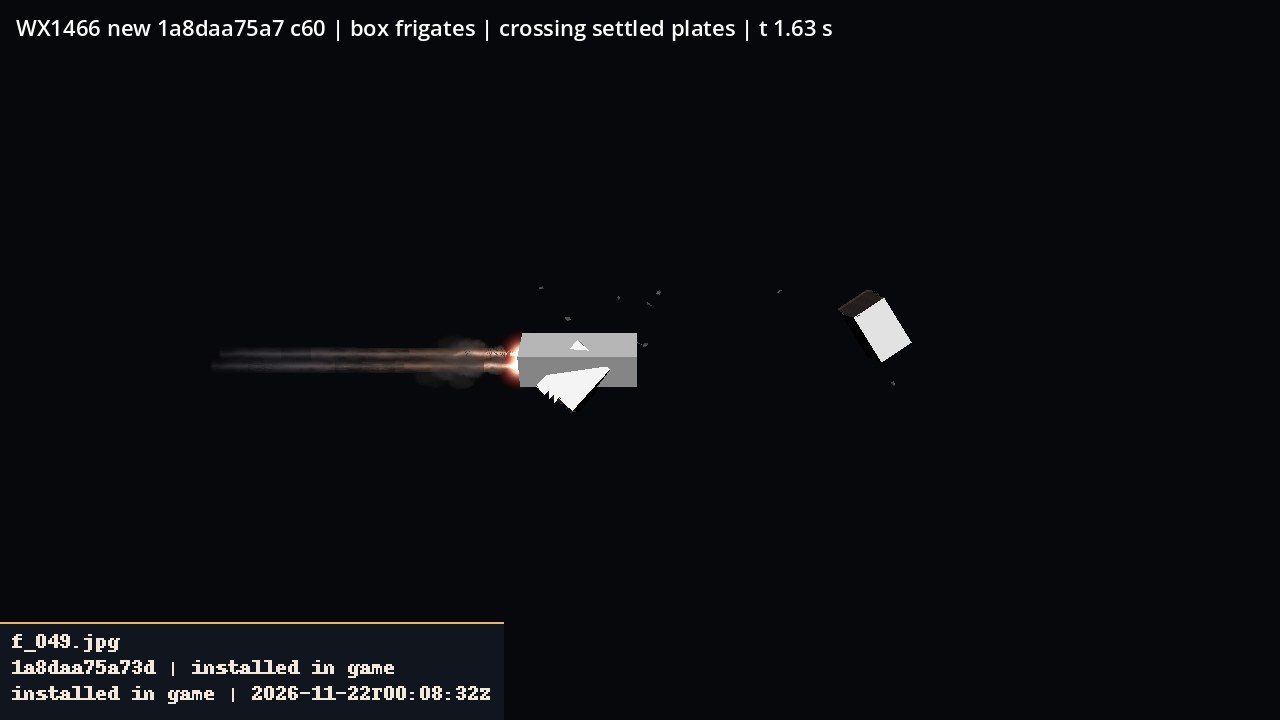 WX1466 new 1a8daa75a7 c60 | box frigates | crossing settled plates | t 1.63 s
f_049.jpg
1a8daa75a73d | installed in game
installed in game | 2026-11-22T00:08:32Z